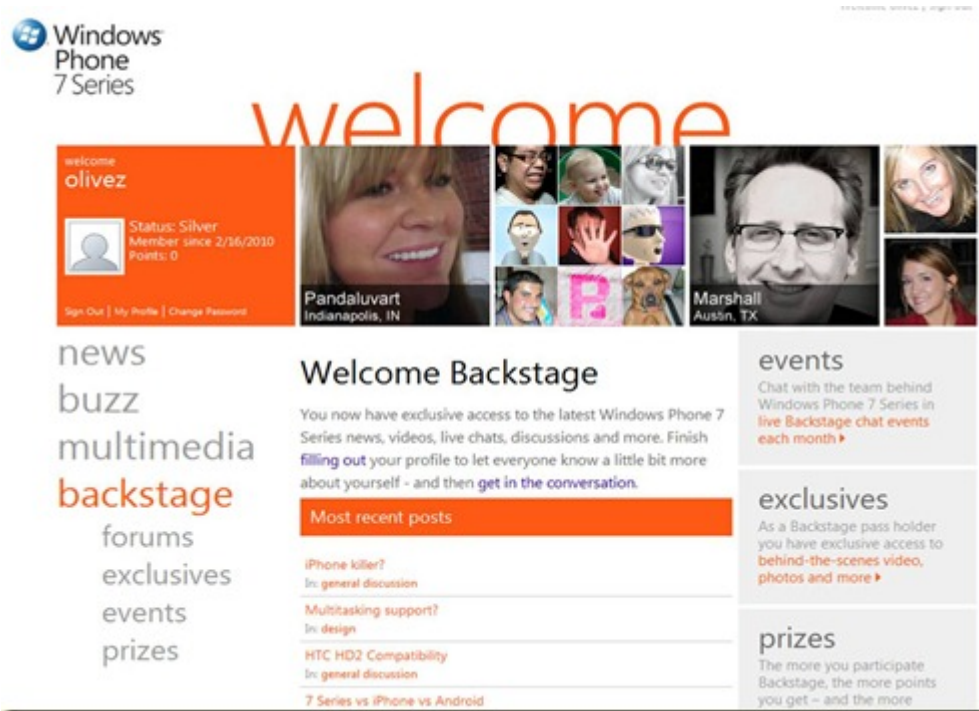 Welcome olivez | Sign Out
Windows
Phone
7 Series
welcome
welcome
olivez
Status: Silver
Member since 2/16/2010
Points: 0
Sign Out | My Profile | Change Password
Pandaluvart
Indianapolis, IN
Marshall
Austin, TX
news
buzz
multimedia
backstage
forums
exclusives
events
prizes
Welcome Backstage
You now have exclusive access to the latest Windows Phone 7
Series news, videos, live chats, discussions and more. Finish
filling out your profile to let everyone know a little bit more
about yourself - and then get in the conversation.
Most recent posts
iPhone killer?
In: general discussion
Multitasking support?
In: design
HTC HD2 Compatibility
In: general discussion
7 Series vs iPhone vs Android
events
Chat with the team behind
Windows Phone 7 Series in
live Backstage chat events
each month
exclusives
As a Backstage pass holder
you have exclusive access to
behind-the-scenes video,
photos and more
prizes
The more you participate
Backstage, the more points
you get – and the more